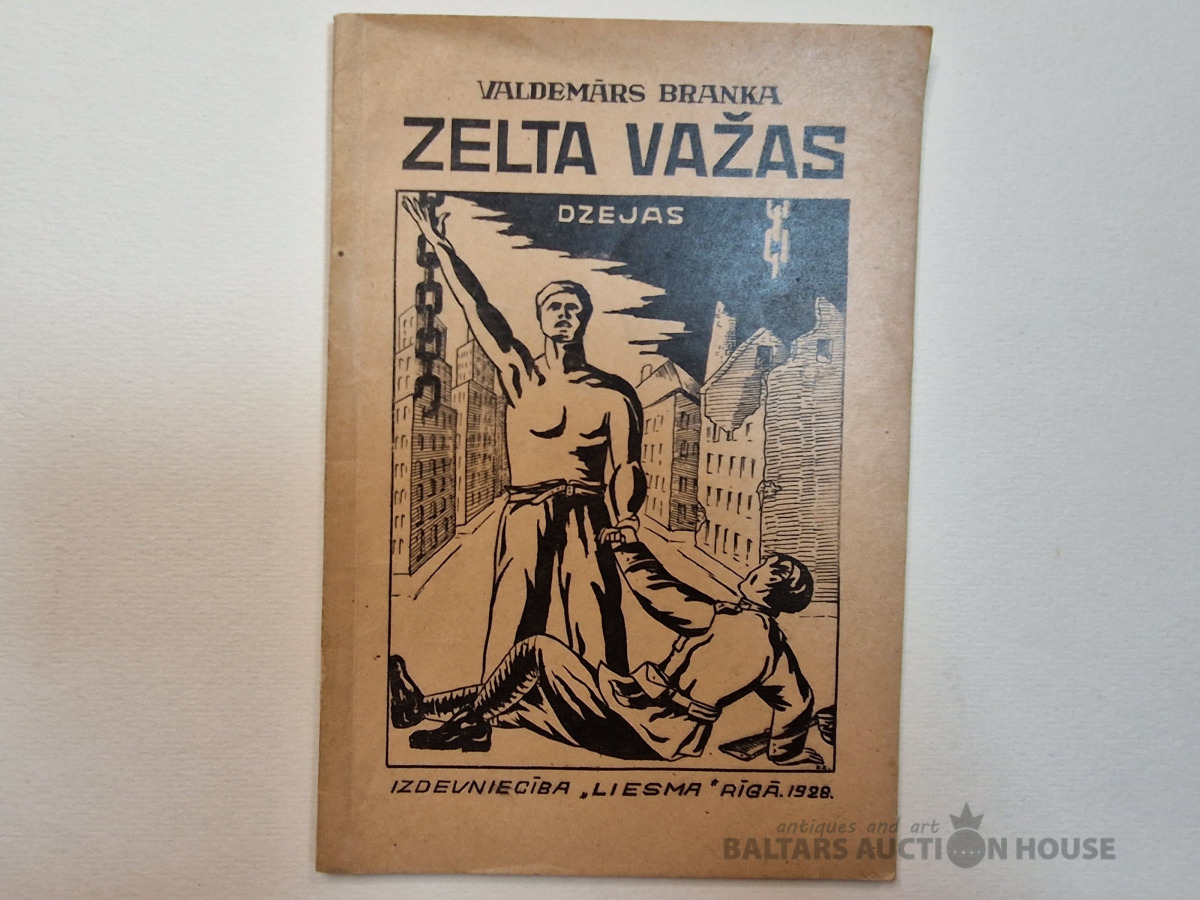 VALDEMĀRS BRANKA
ZELTA VAŽAS
DZEJAS
IZDEVNIECĪBA „LIESMA" RĪGĀ. 1928.
antiques and art
BALTARS AUCTION HOUSE